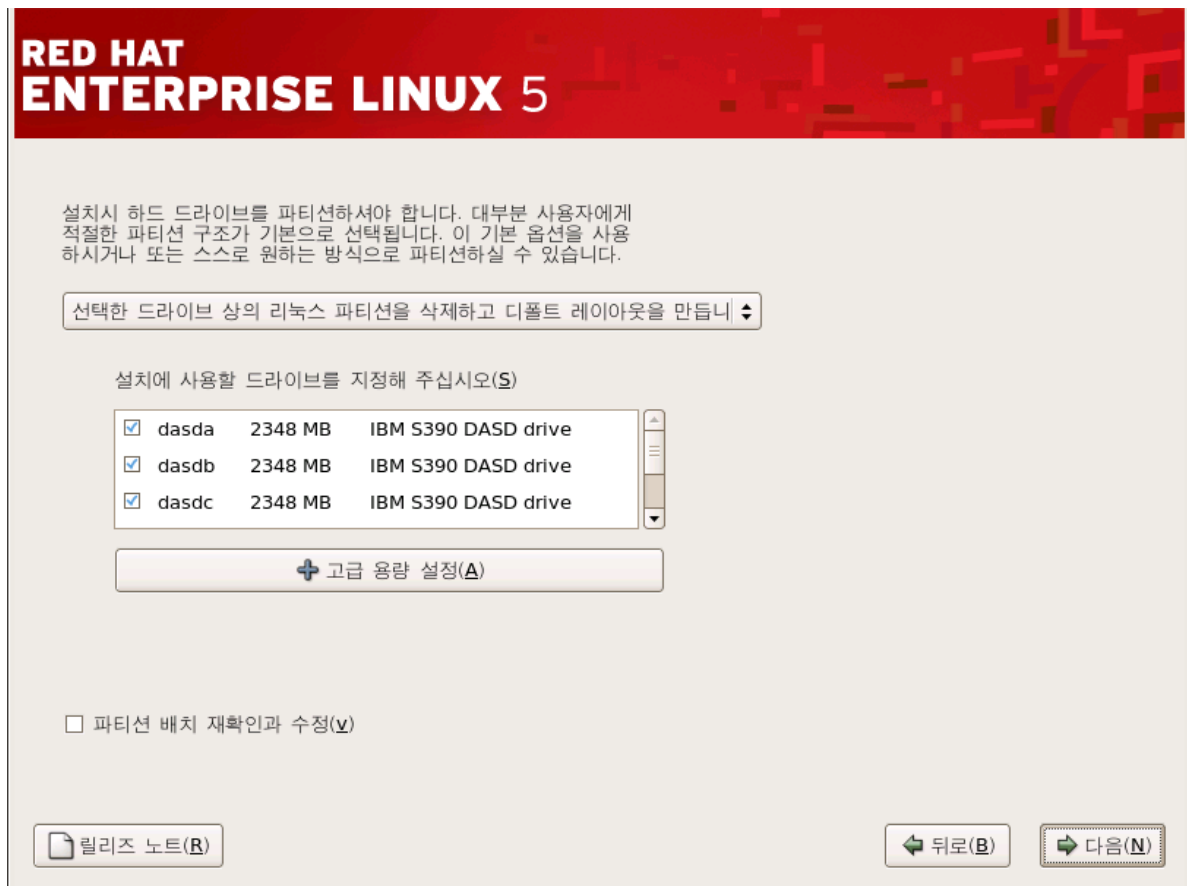 RED HAT
ENTERPRISE LINUX 5
설치시 하드 드라이브를 파티션하셔야 합니다. 대부분 사용자에게
적절한 파티션 구조가 기본으로 선택됩니다. 이 기본 옵션을 사용
하시거나 또는 스스로 원하는 방식으로 파티션하실 수 있습니다.
선택한 드라이브 상의 리눅스 파티션을 삭제하고 디폴트 레이아웃을 만듭니
설치에 사용할 드라이브를 지정해 주십시오(S)
dasda 2348 MB IBM S390 DASD drive
dasdb 2348 MB IBM S390 DASD drive
dasdc 2348 MB IBM S390 DASD drive
고급 용량 설정(A)
파티션 배치 재확인과 수정(v)
릴리즈 노트(R)
뒤로(B)
다음(N)